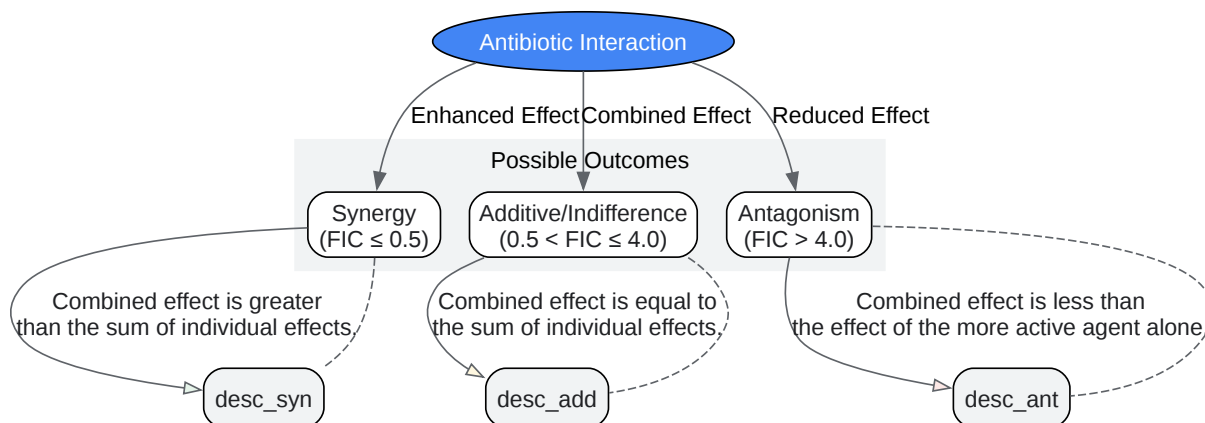 Antibiotic Interaction
Enhanced Effect
Combined Effect
Reduced Effect
Possible Outcomes
Synergy
(FIC ≤ 0.5)
Additive/Indifference
(0.5 < FIC ≤ 4.0)
Antagonism
(FIC > 4.0)
Combined effect is greater
than the sum of individual effects.
Combined effect is equal to
the sum of individual effects.
Combined effect is less than
the effect of the more active agent alone.
desc_syn
desc_add
desc_ant